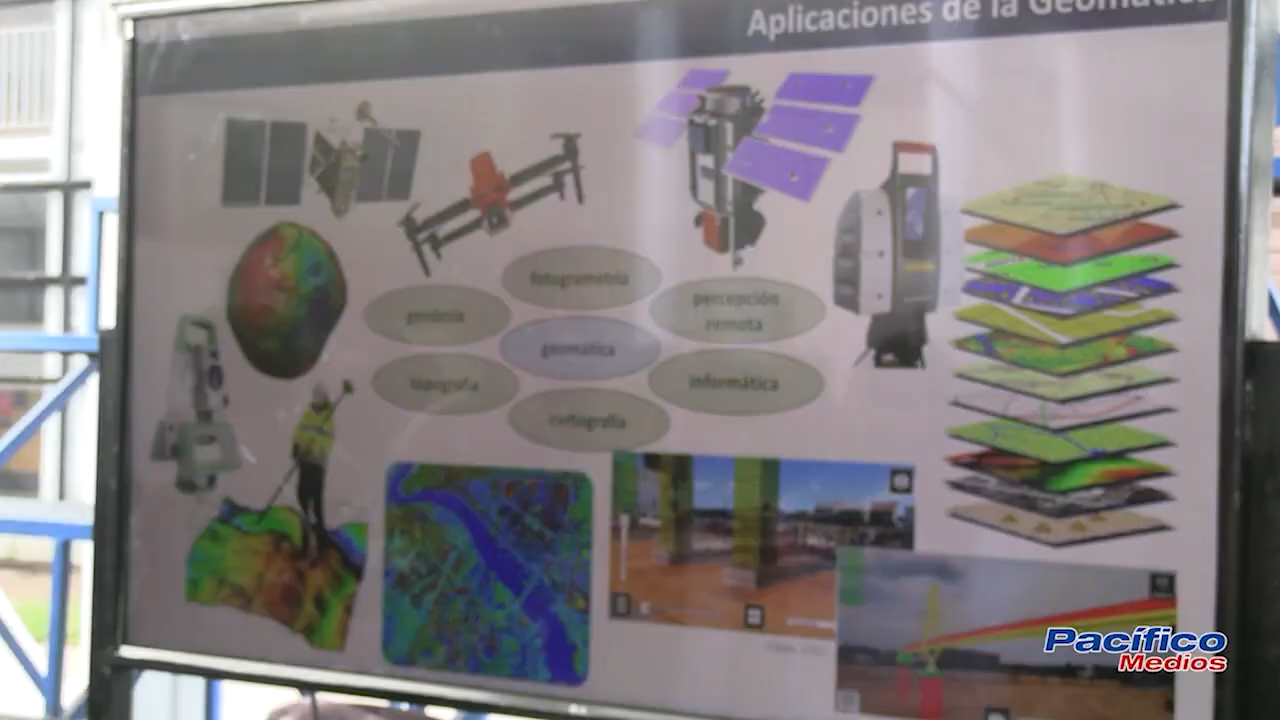 Aplicaciones de la Geomática
fotogrametría
geodesia
percepción
remota
geomática
topografía
informática
cartografía
Pacífico
Medios